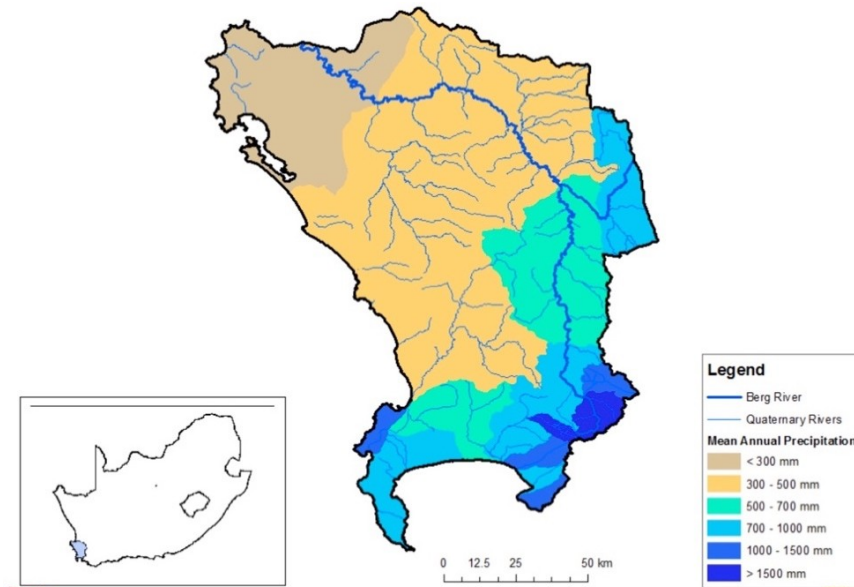 Legend
Berg River
Quaternary Rivers
Mean Annual Precipitation
< 300 mm
300 - 500 mm
500 - 700 mm
700 - 1000 mm
1000 - 1500 mm
> 1500 mm
0 12.5 25 50 km